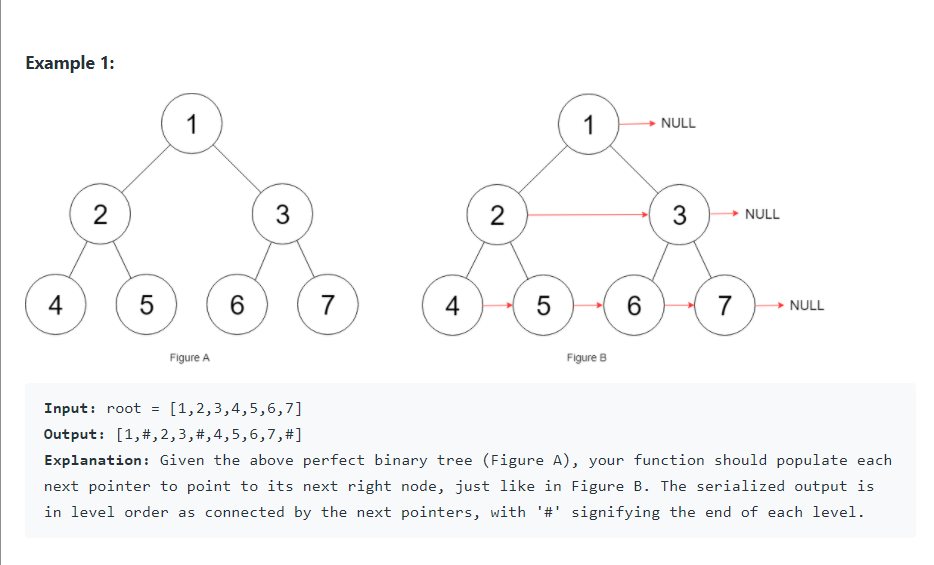 Example 1:
1
1
NULL
2
3
2
3
NULL
4
5
6
7
4
5
6
7
NULL
Figure A
Figure B
Input: root = [1,2,3,4,5,6,7]
Output: [1,#,2,3,#,4,5,6,7,#]
Explanation: Given the above perfect binary tree (Figure A), your function should populate each
next pointer to point to its next right node, just like in Figure B. The serialized output is
in level order as connected by the next pointers, with '#' signifying the end of each level.